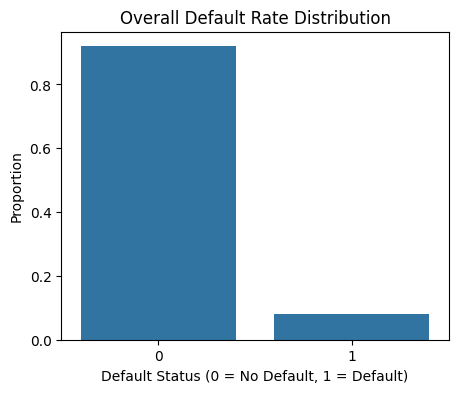 Overall Default Rate Distribution
Proportion
0.8
0.6
0.4
0.2
0.0
0
1
Default Status (0 = No Default, 1 = Default)